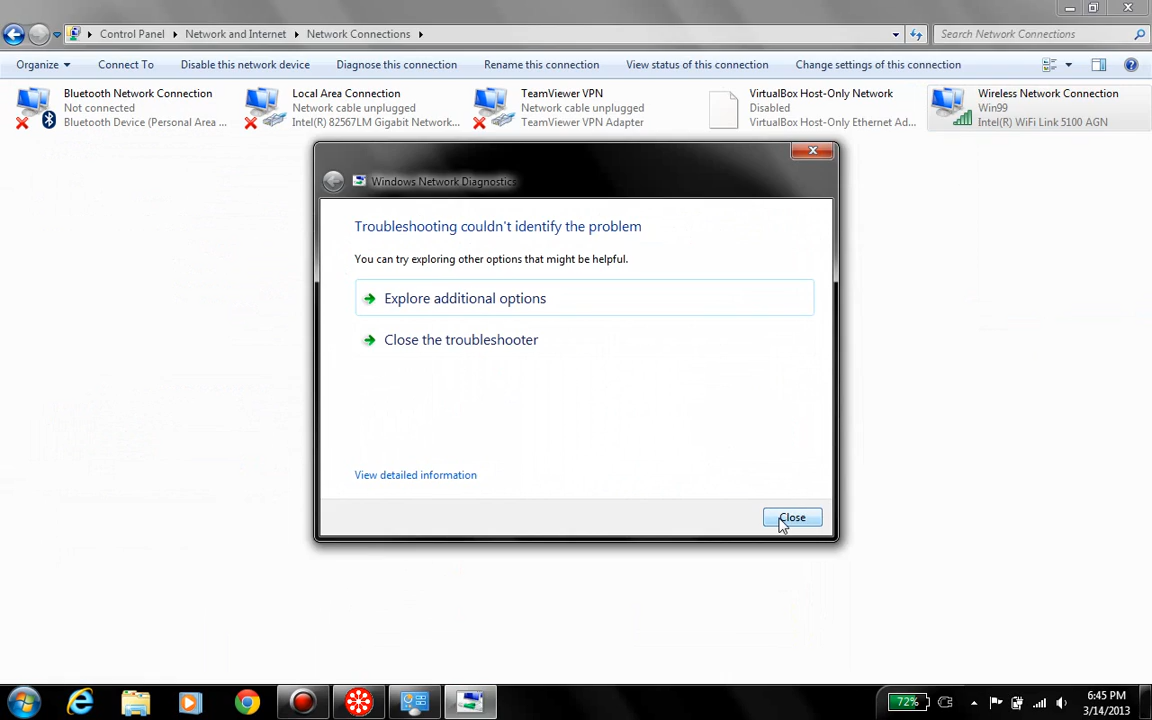 Control Panel Network and Internet Network Connections Search Network Connections
Organize Connect To Disable this network device Diagnose this connection Rename this connection View status of this connection Change settings of this connection
Bluetooth Network Connection
Not connected
Bluetooth Device (Personal Area ...
Local Area Connection
Network cable unplugged
Intel(R) 82567LM Gigabit Network...
TeamViewer VPN
Network cable unplugged
TeamViewer VPN Adapter
VirtualBox Host-Only Network
Disabled
VirtualBox Host-Only Ethernet Ad...
Wireless Network Connection
Win99
Intel(R) WiFi Link 5100 AGN
Windows Network Diagnostics
Troubleshooting couldn't identify the problem
You can try exploring other options that might be helpful.
Explore additional options
Close the troubleshooter
View detailed information
Close
72%
6:45 PM
3/14/2013